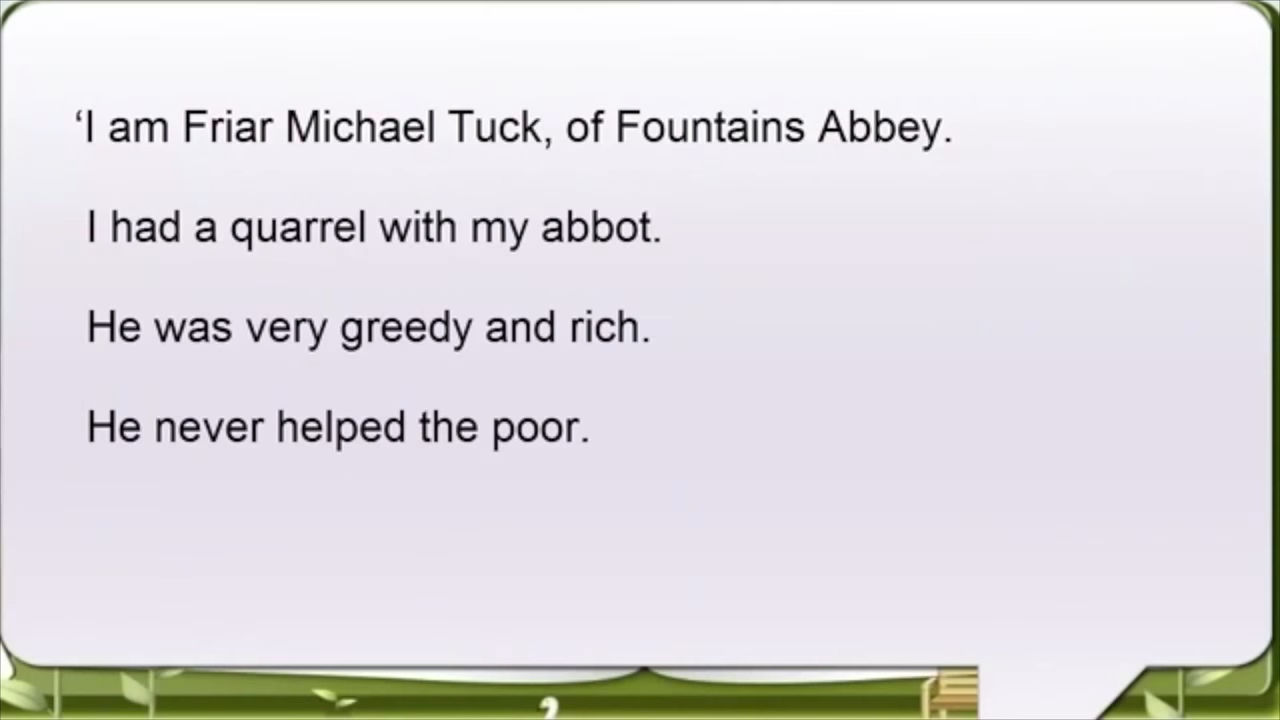 ‘I am Friar Michael Tuck, of Fountains Abbey.
I had a quarrel with my abbot.
He was very greedy and rich.
He never helped the poor.